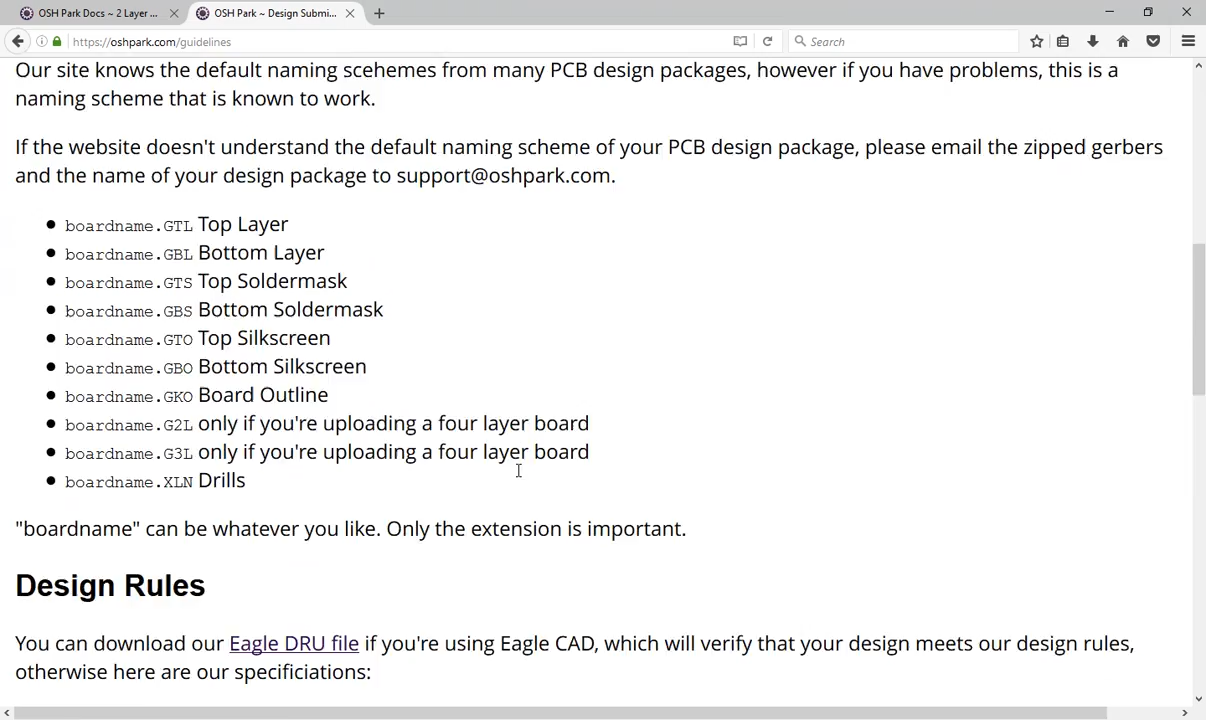 OSH Park Docs ~ 2 Layer ...
OSH Park ~ Design Submi...
https://oshpark.com/guidelines
Search
Our site knows the default naming scehemes from many PCB design packages, however if you have problems, this is a
naming scheme that is known to work.
If the website doesn't understand the default naming scheme of your PCB design package, please email the zipped gerbers
and the name of your design package to support@oshpark.com.
boardname.GTL Top Layer
boardname.GBL Bottom Layer
boardname.GTS Top Soldermask
boardname.GBS Bottom Soldermask
boardname.GTO Top Silkscreen
boardname.GBO Bottom Silkscreen
boardname.GKO Board Outline
boardname.G2L only if you're uploading a four layer board
boardname.G3L only if you're uploading a four layer board
boardname.XLN Drills
"boardname" can be whatever you like. Only the extension is important.
Design Rules
You can download our Eagle DRU file if you're using Eagle CAD, which will verify that your design meets our design rules,
otherwise here are our specificiations: